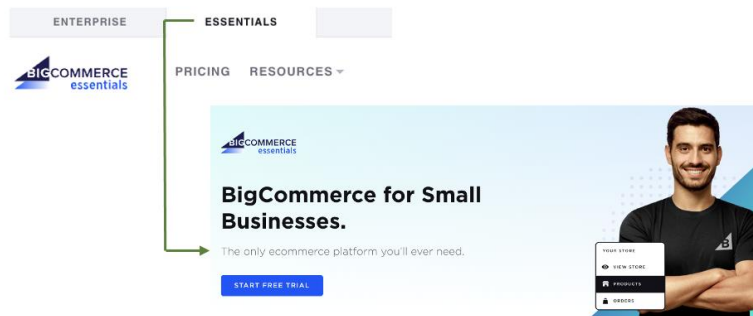 ENTERPRISE
ESSENTIALS
BIGCOMMERCE
essentials
PRICING
RESOURCES
BIGCOMMERCE
essentials
BigCommerce for Small
Businesses.
The only ecommerce platform you'll ever need.
START FREE TRIAL
B
YOUR STORE
VIEW STORE
PRODUCTS
ORDERS